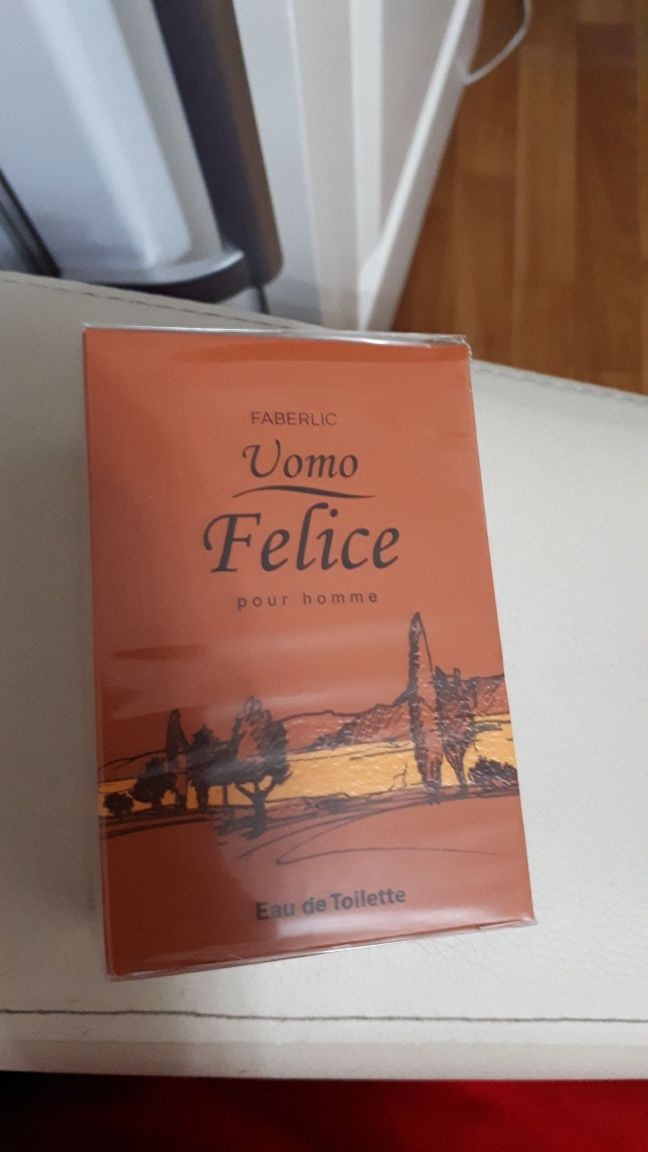 FABERLIC
Uomo
Felice
pour homme
Eau de Toilette